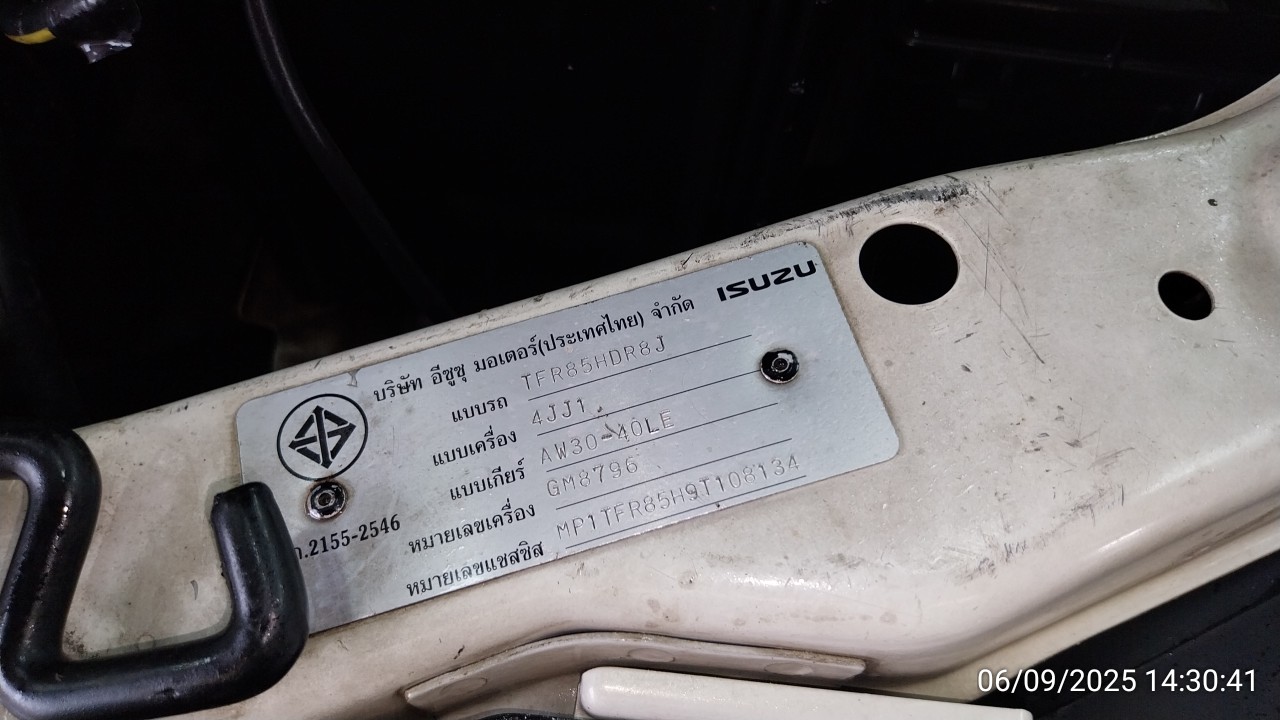 ISUZU
บริษัท อีซูซุ มอเตอร์(ประเทศไทย) จำกัด
แบบรถ TFR85HDR8J
แบบเครื่อง 4JJ1
แบบเกียร์ AW30-40LE
หมายเลขเครื่อง GM8796
หมายเลขแชสซิส MP1TFR85H9T108134
ก.2155-2546
06/09/2025 14:30:41